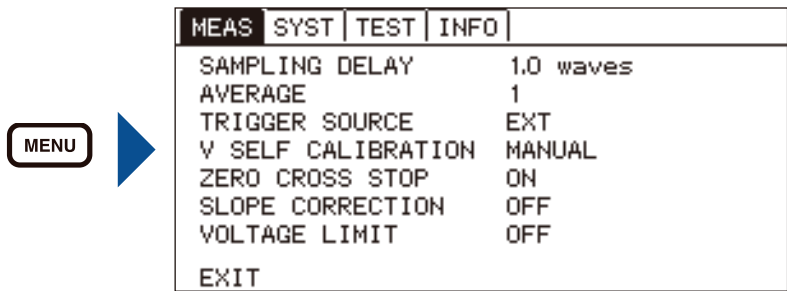 MEAS SYST TEST INFO
MENU
SAMPLING DELAY 1.0 waves
AVERAGE 1
TRIGGER SOURCE EXT
V SELF CALIBRATION MANUAL
ZERO CROSS STOP ON
SLOPE CORRECTION OFF
VOLTAGE LIMIT OFF
EXIT